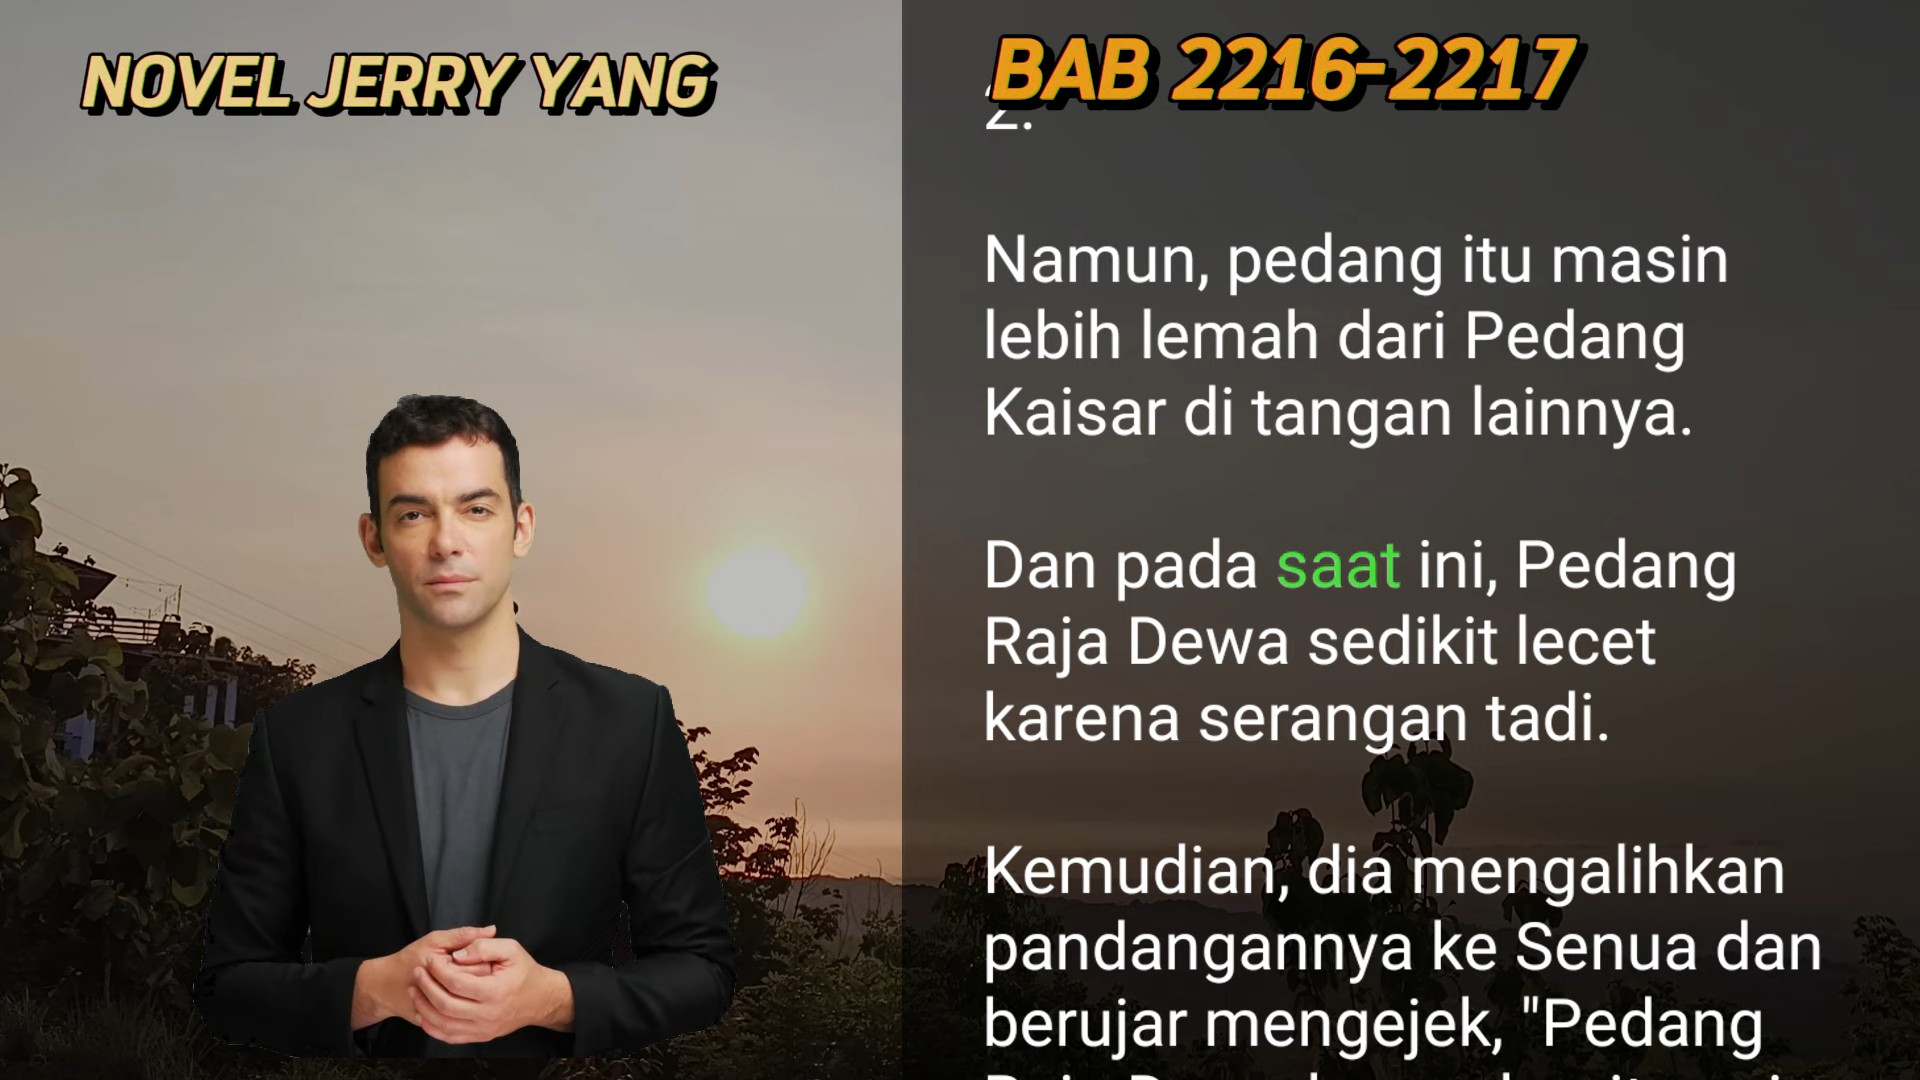 NOVEL JERRY YANG
BAB 2216-2217
2.
Namun, pedang itu masin
lebih lemah dari Pedang
Kaisar di tangan lainnya.
Dan pada saat ini, Pedang
Raja Dewa sedikit lecet
karena serangan tadi.
Kemudian, dia mengalihkan
pandangannya ke Senua dan
berujar mengejek, "Pedang